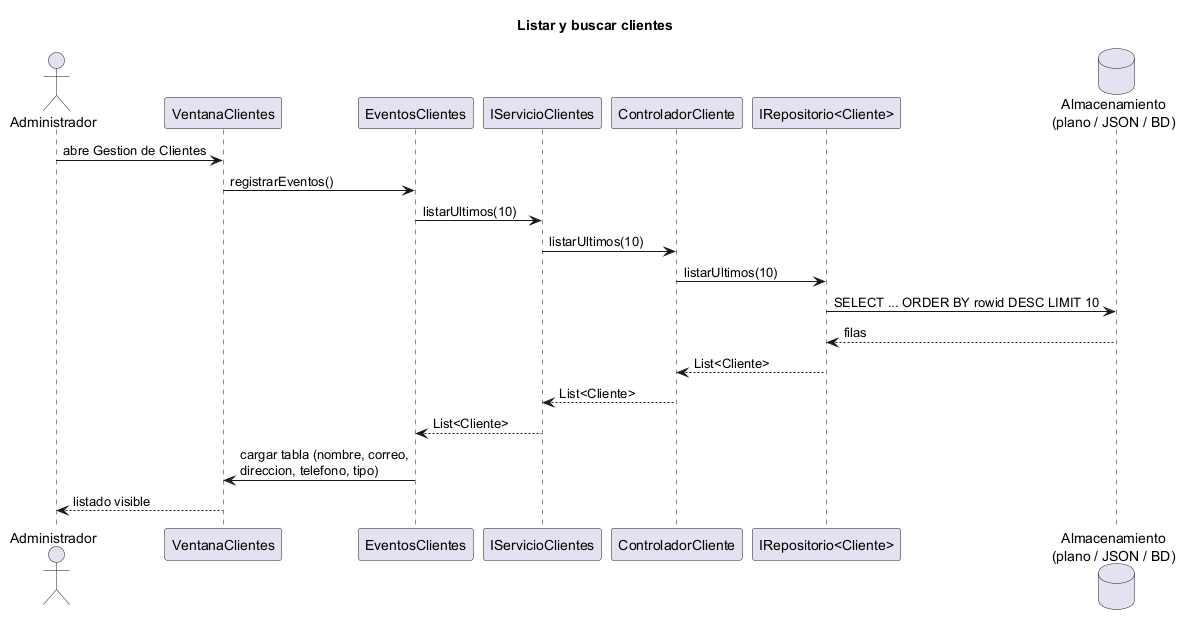 Listar y buscar clientes
Administrador
VentanaClientes
EventosClientes
IServicioClientes
ControladorCliente
IRepositorio<Cliente>
Almacenamiento
(plano / JSON / BD)
abre Gestion de Clientes
registrarEventos()
listarUltimos(10)
listarUltimos(10)
listarUltimos(10)
SELECT ... ORDER BY rowid DESC LIMIT 10
filas
List<Cliente>
List<Cliente>
List<Cliente>
cargar tabla (nombre, correo,
direccion, telefono, tipo)
listado visible
Administrador
VentanaClientes
EventosClientes
IServicioClientes
ControladorCliente
IRepositorio<Cliente>
Almacenamiento
(plano / JSON / BD)